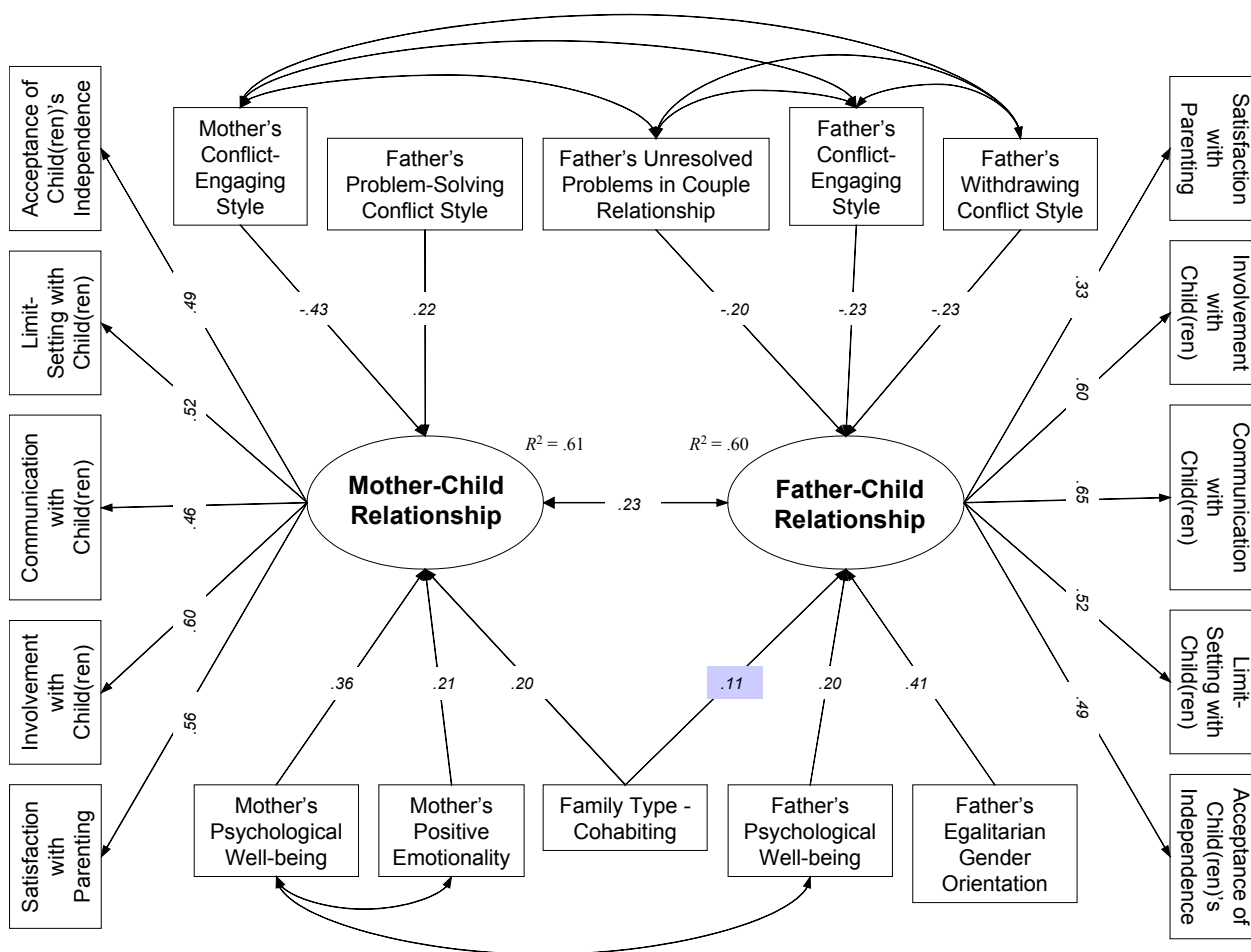 Acceptance of
Child(ren)'s
Independence
Limit-
Setting with
Child(ren)
Communication
with
Child(ren)
Involvement
with
Child(ren)
Satisfaction
with
Parenting
Mother's
Conflict-
Engaging
Style
Father's
Problem-Solving
Conflict Style
Father's Unresolved
Problems in Couple
Relationship
Father's
Conflict-
Engaging
Style
Father's
Withdrawing
Conflict Style
.49
.52
.46
.60
.56
-.43
.22
-.20
-.23
-.23
R² = .61
R² = .60
Mother-Child
Relationship
.23
Father-Child
Relationship
.36
.21
.20
.11
.20
.41
Mother's
Psychological
Well-being
Mother's
Positive
Emotionality
Family Type -
Cohabiting
Father's
Psychological
Well-being
Father's
Egalitarian
Gender
Orientation
.33
.60
.65
.52
.49
Satisfaction
with
Parenting
Involvement
with
Child(ren)
Communication
with
Child(ren)
Limit-
Setting with
Child(ren)
Acceptance of
Child(ren)'s
Independence